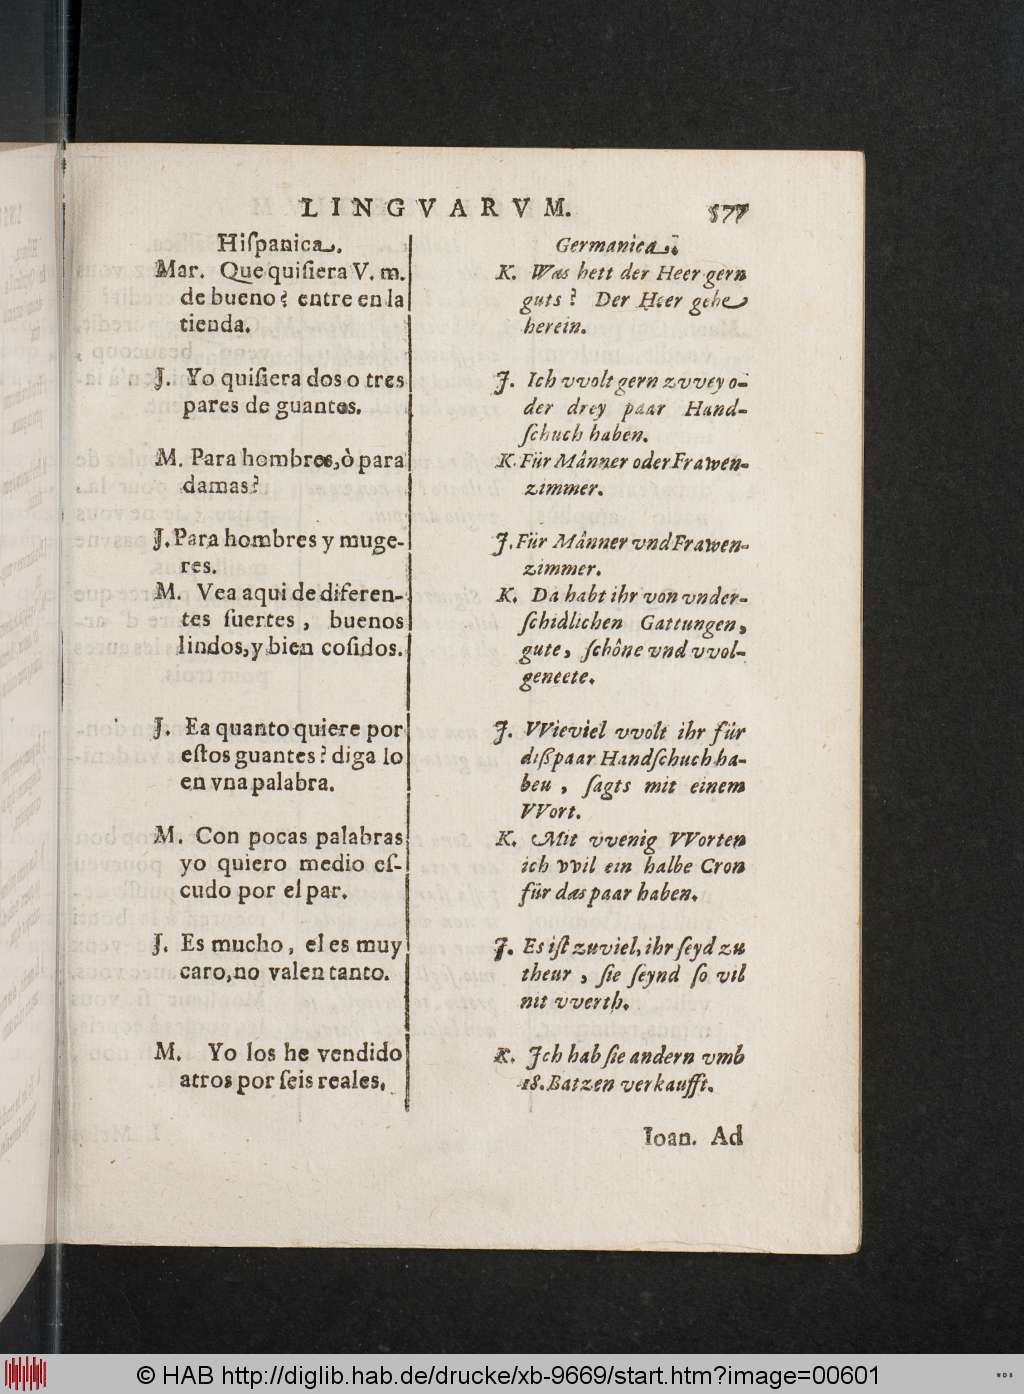 LINGVARVM.
577
Hiſpanica.
Mar. Que quiſiera V. m.
de bueno? entre en la
tienda.
J. Yo quiſiera dos o tres
pares de guantes.
M. Para hombres, ò para
damas?
J. Para hombres y muge-
res.
M. Vea aqui de diferen-
tes ſuertes, buenos
lindos, y bien coſidos.
J. Ea quanto quiere por
eſtos guantes? diga lo
en vna palabra.
M. Con pocas palabras
yo quiero medio eſ-
cudo por el par.
J. Es mucho, el es muy
caro, no valen tanto.
M. Yo los he vendido
atros por ſeis reales.
Germanica.
K. Was hett der Heer gern
guts? Der Heer gehe
herein.
J. Ich vvolt gern zvvey o-
der drey paar Hand-
ſchuch haben.
K. Für Mânner oder Frawen-
zimmer.
J. Für Mânner vnd Frawen-
zimmer.
K. Da habt ihr von vnder-
ſchidlichen Gattungen,
gute, ſchône vnd vvol-
geneete.
J. VVieviel vvolt ihr für
diß paar Handſchuch ha-
beu, ſagts mit einem
VVort.
K. Mit vvenig VVorten
ich vvil ein halbe Cron
für das paar haben.
J. Es iſt zuviel, ihr ſeyd zu
theur, ſie ſeynd ſo vil
nit vverth.
K. Jch hab ſie andern vmb
18. Batzen verkaufft.
Ioan. Ad
© HAB http://diglib.hab.de/drucke/xb-9669/start.htm?image=00601